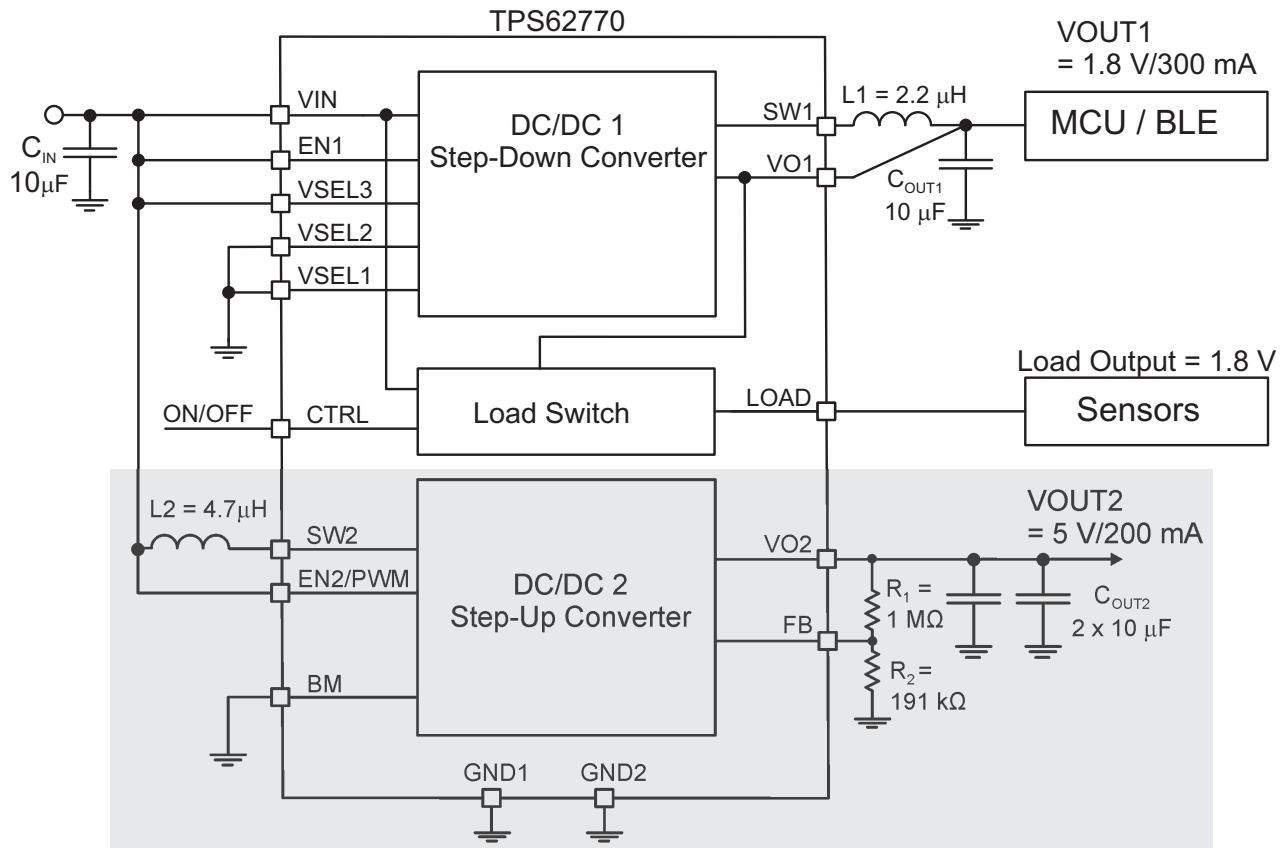 TPS62770
VOUT1
= 1.8 V/300 mA
VIN
L1 = 2.2 μH
SW1
MCU / BLE
DC/DC 1
Step-Down Converter
C_IN
10μF
EN1
VO1
VSEL3
C_OUT1
10 μF
VSEL2
VSEL1
Load Output = 1.8 V
ON/OFF
CTRL
Load Switch
LOAD
Sensors
L2 = 4.7μH
SW2
VOUT2
= 5 V/200 mA
VO2
EN2/PWM
DC/DC 2
Step-Up Converter
R_1 =
1 MΩ
C_OUT2
2 x 10 μF
FB
BM
R_2 =
191 kΩ
GND1
GND2